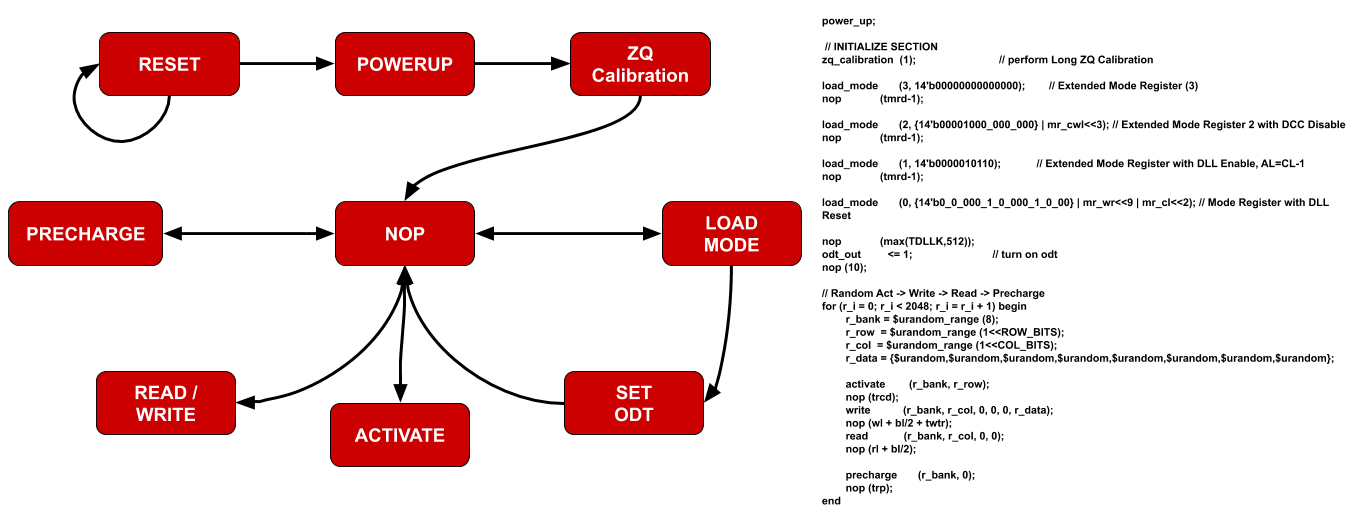 RESET
POWERUP
ZQ
Calibration
PRECHARGE
NOP
LOAD
MODE
READ /
WRITE
ACTIVATE
SET
ODT
power_up;
// INITIALIZE SECTION
zq_calibration (1); // perform Long ZQ Calibration
load_mode (3, 14'b00000000000000); // Extended Mode Register (3)
nop (tmrd-1);
load_mode (2, {14'b00001000_000_000} | mr_cwl<<3); // Extended Mode Register 2 with DCC Disable
nop (tmrd-1);
load_mode (1, 14'b0000010110); // Extended Mode Register with DLL Enable, AL=CL-1
nop (tmrd-1);
load_mode (0, {14'b0_0_000_1_0_000_1_0_00} | mr_wr<<9 | mr_cl<<2); // Mode Register with DLL
Reset
nop (max(TDLLK,512));
odt_out <= 1; // turn on odt
nop (10);
// Random Act -> Write -> Read -> Precharge
for (r_i = 0; r_i < 2048; r_i = r_i + 1) begin
r_bank = $urandom_range (8);
r_row = $urandom_range (1<<ROW_BITS);
r_col = $urandom_range (1<<COL_BITS);
r_data = {$urandom,$urandom,$urandom,$urandom,$urandom,$urandom,$urandom,$urandom};
activate (r_bank, r_row);
nop (trcd);
write (r_bank, r_col, 0, 0, 0, r_data);
nop (wl + bl/2 + twtr);
read (r_bank, r_col, 0, 0);
nop (rl + bl/2);
precharge (r_bank, 0);
nop (trp);
end